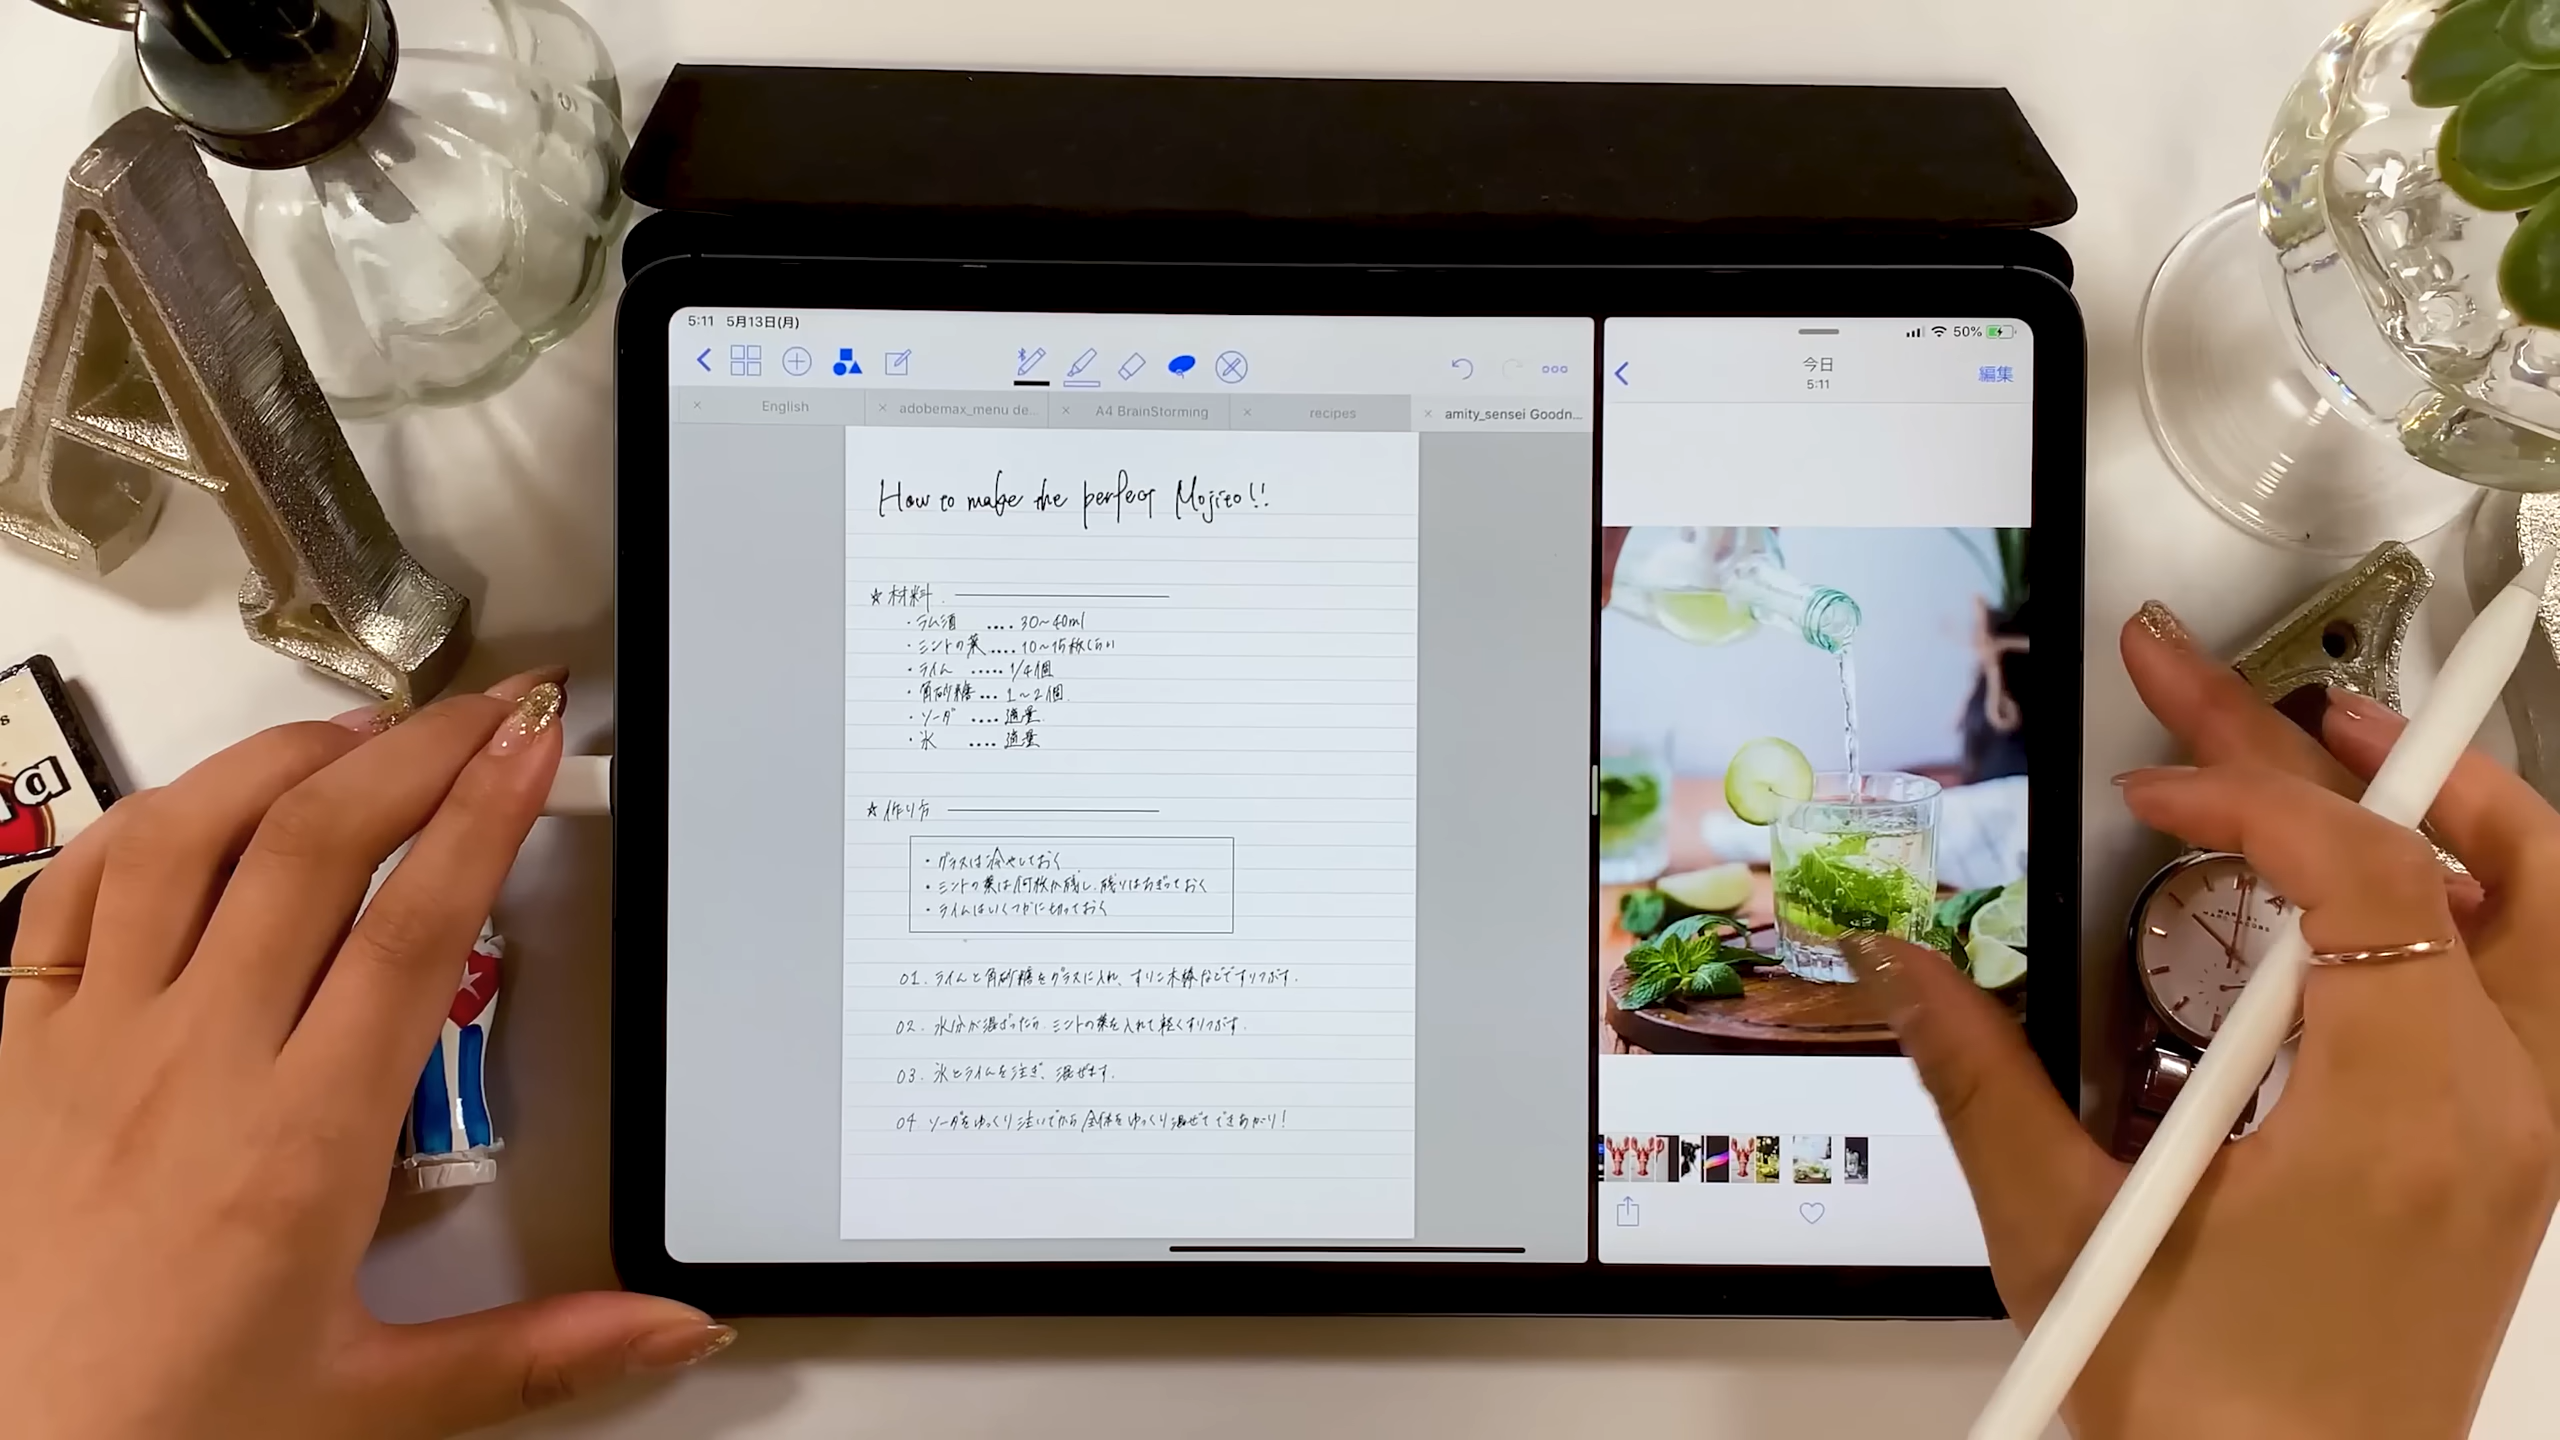 5:11 5月13日(月)
50%
English
adobemax_menu de...
A4 BrainStorming
recipes
amity_sensei Goodn...
今日
5:11
編集
How to make the perfect Mojito!!
☆材料
・ラム酒 .... 30~40ml
・ミントの葉 .... 10~15枚くらい
・ライム ..... 1/4個
・角砂糖 ... 1~2個
・ソーダ .... 適量
・氷 .... 適量
☆作り方
・グラスは冷やしておく
・ミントの葉は何枚か残し、残りはちぎっておく
・ライムはいくつかに切っておく
01. ライムと角砂糖をグラスに入れ、すりこ木棒などですりつぶす.
02. 水分が混ざったら、ミントの葉を入れて軽くすりつぶす.
03. 氷とライムを注ぎ、混ぜます.
04 ソーダをゆっくり注いでから全体をゆっくり混ぜてできあがり!